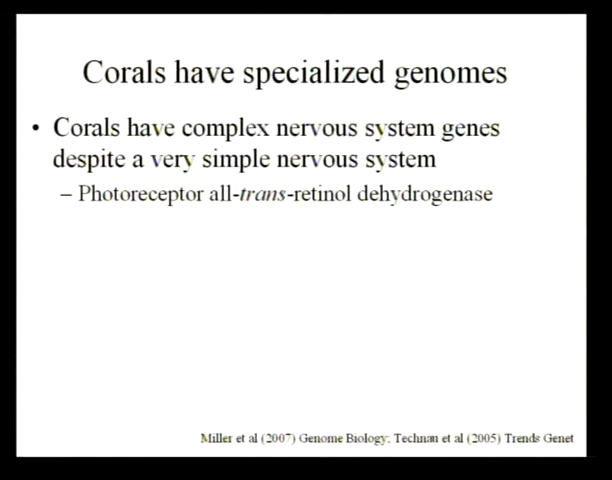 Corals have specialized genomes
• Corals have complex nervous system genes
despite a very simple nervous system
– Photoreceptor all-trans-retinol dehydrogenase
Miller et al (2007) Genome Biology; Technau et al (2005) Trends Genet